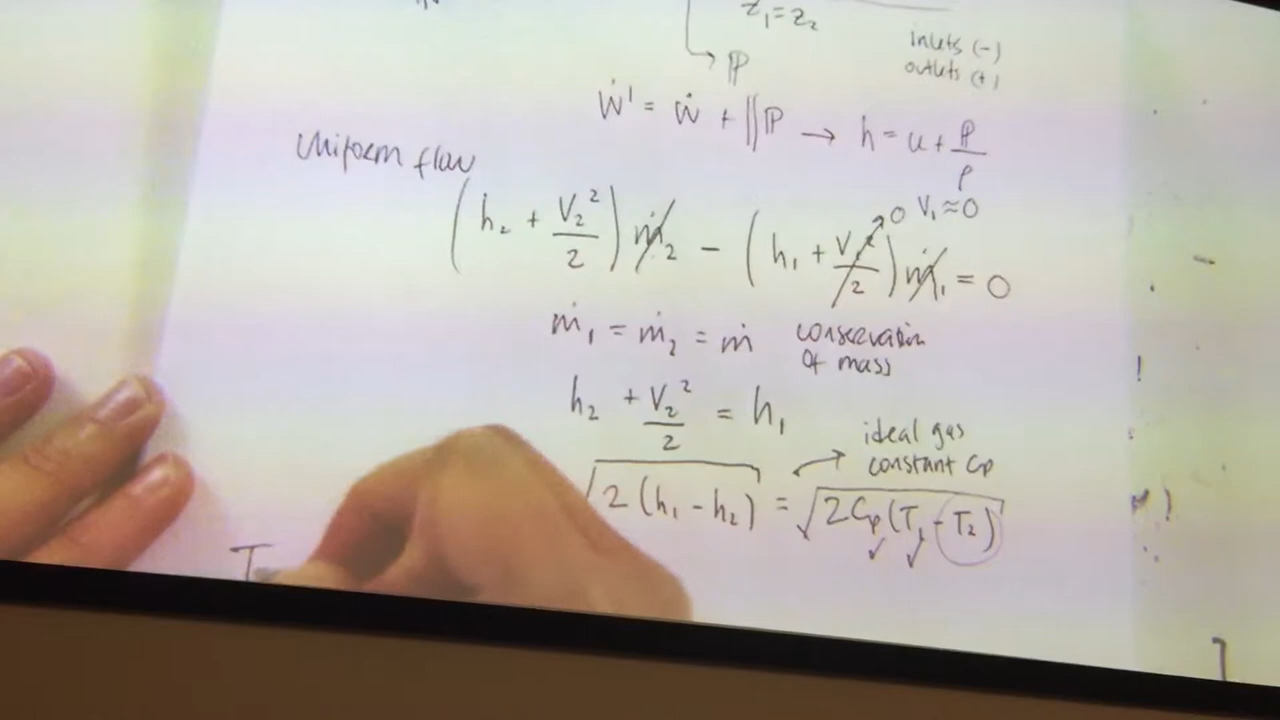 z₁=z₂
inlets (-)
outlets (+)
ℙ
Ẇ' = Ẇ + ∫∫ℙ → h = u + ℙ/ρ
Uniform flow
V₁≈0
(h₂ + V₂²/2) ṁ₂ - (h₁ + V₁²/2) ṁ₁ = 0
0
ṁ₁ = ṁ₂ = ṁ conservation
of mass
h₂ + V₂²/2 = h₁
ideal gas
constant Cp
√2(h₁-h₂) = √2Cp(T₁-T₂)
T